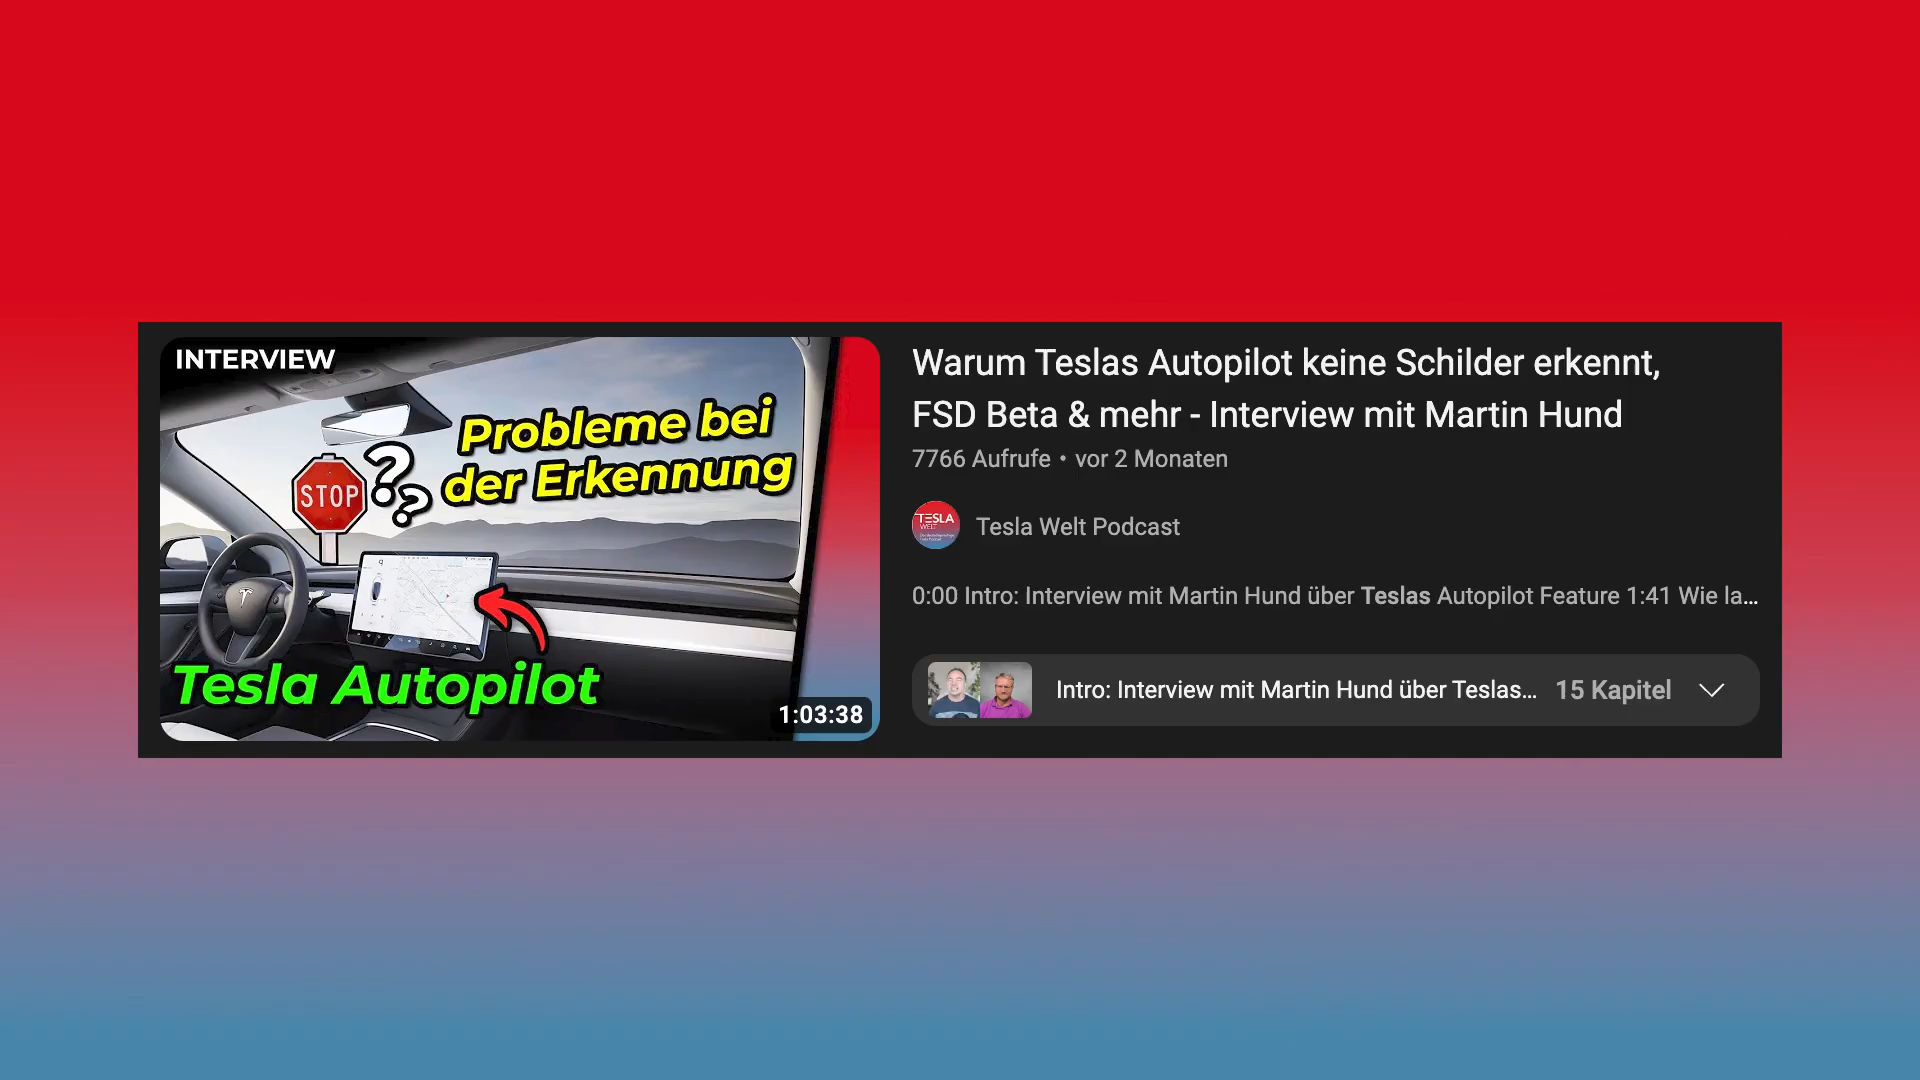 INTERVIEW
Probleme bei
der Erkennung
STOP
??
Tesla Autopilot
1:03:38
Warum Teslas Autopilot keine Schilder erkennt,
FSD Beta & mehr - Interview mit Martin Hund
7766 Aufrufe • vor 2 Monaten
TESLA
WELT
Tesla Welt Podcast
0:00 Intro: Interview mit Martin Hund über Teslas Autopilot Feature 1:41 Wie la...
Intro: Interview mit Martin Hund über Teslas... 15 Kapitel